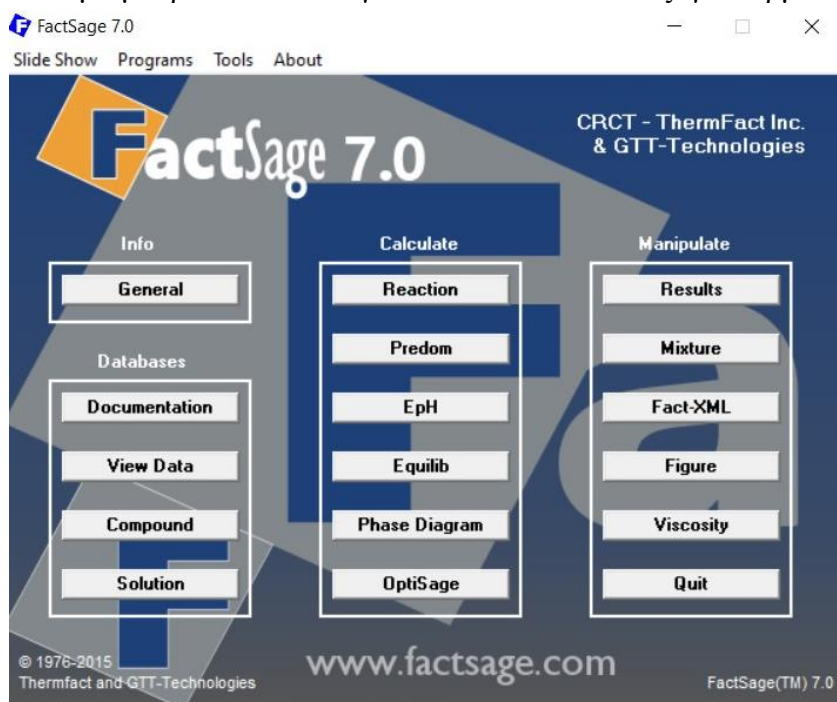 FactSage 7.0
Slide Show Programs Tools About
FactSage 7.0
CRCT - ThermFact Inc.
& GTT-Technologies
Info
General
Databases
Documentation
View Data
Compound
Solution
Calculate
Reaction
Predom
EpH
Equilib
Phase Diagram
OptiSage
Manipulate
Results
Mixture
Fact-XML
Figure
Viscosity
Quit
© 1976-2015
Thermfact and GTT-Technologies
www.factsage.com
FactSage(TM) 7.0